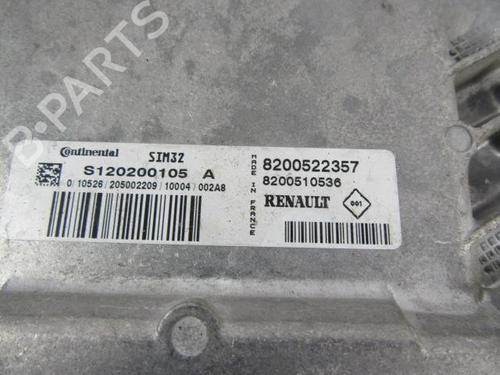 B-PARTS
Continental SIM32
S120200105 A
0/10526/205002209/10004/002A8
MADE IN FRANCE
8200522357
8200510536
RENAULT
001